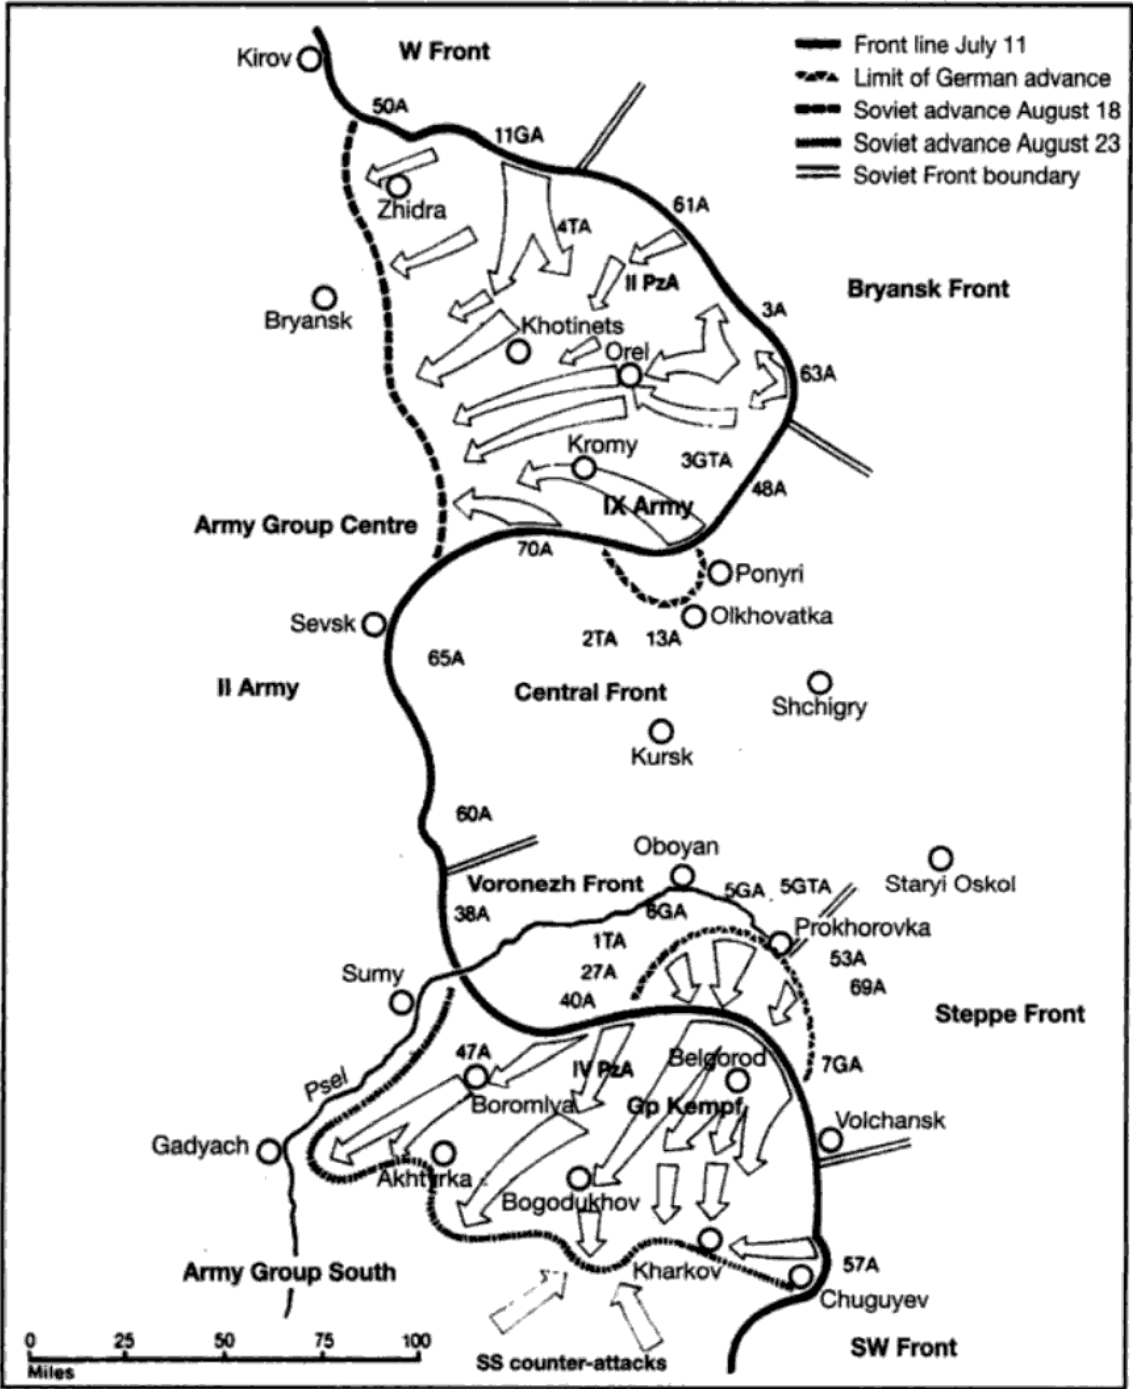 Kirov
W Front
Front line July 11
Limit of German advance
Soviet advance August 18
Soviet advance August 23
Soviet Front boundary
50A
11GA
Zhidra
61A
4TA
II PzA
Bryansk Front
3A
Bryansk
Khotinets
Orel
63A
Kromy
3GTA
48A
IX Army
Army Group Centre
70A
Ponyri
Olkhovatka
Sevsk
2TA
13A
65A
II Army
Central Front
Shchigry
Kursk
60A
Oboyan
Voronezh Front
5GA
5GTA
Staryi Oskol
38A
6GA
Prokhorovka
1TA
53A
Sumy
27A
69A
40A
Steppe Front
47A
Belgorod
7GA
IV PzA
Psel
Boromlya
Gp Kempf
Volchansk
Gadyach
Akhtyrka
Bogodukhov
Army Group South
Kharkov
57A
Chuguyev
0 25 50 75 100
Miles
SS counter-attacks
SW Front